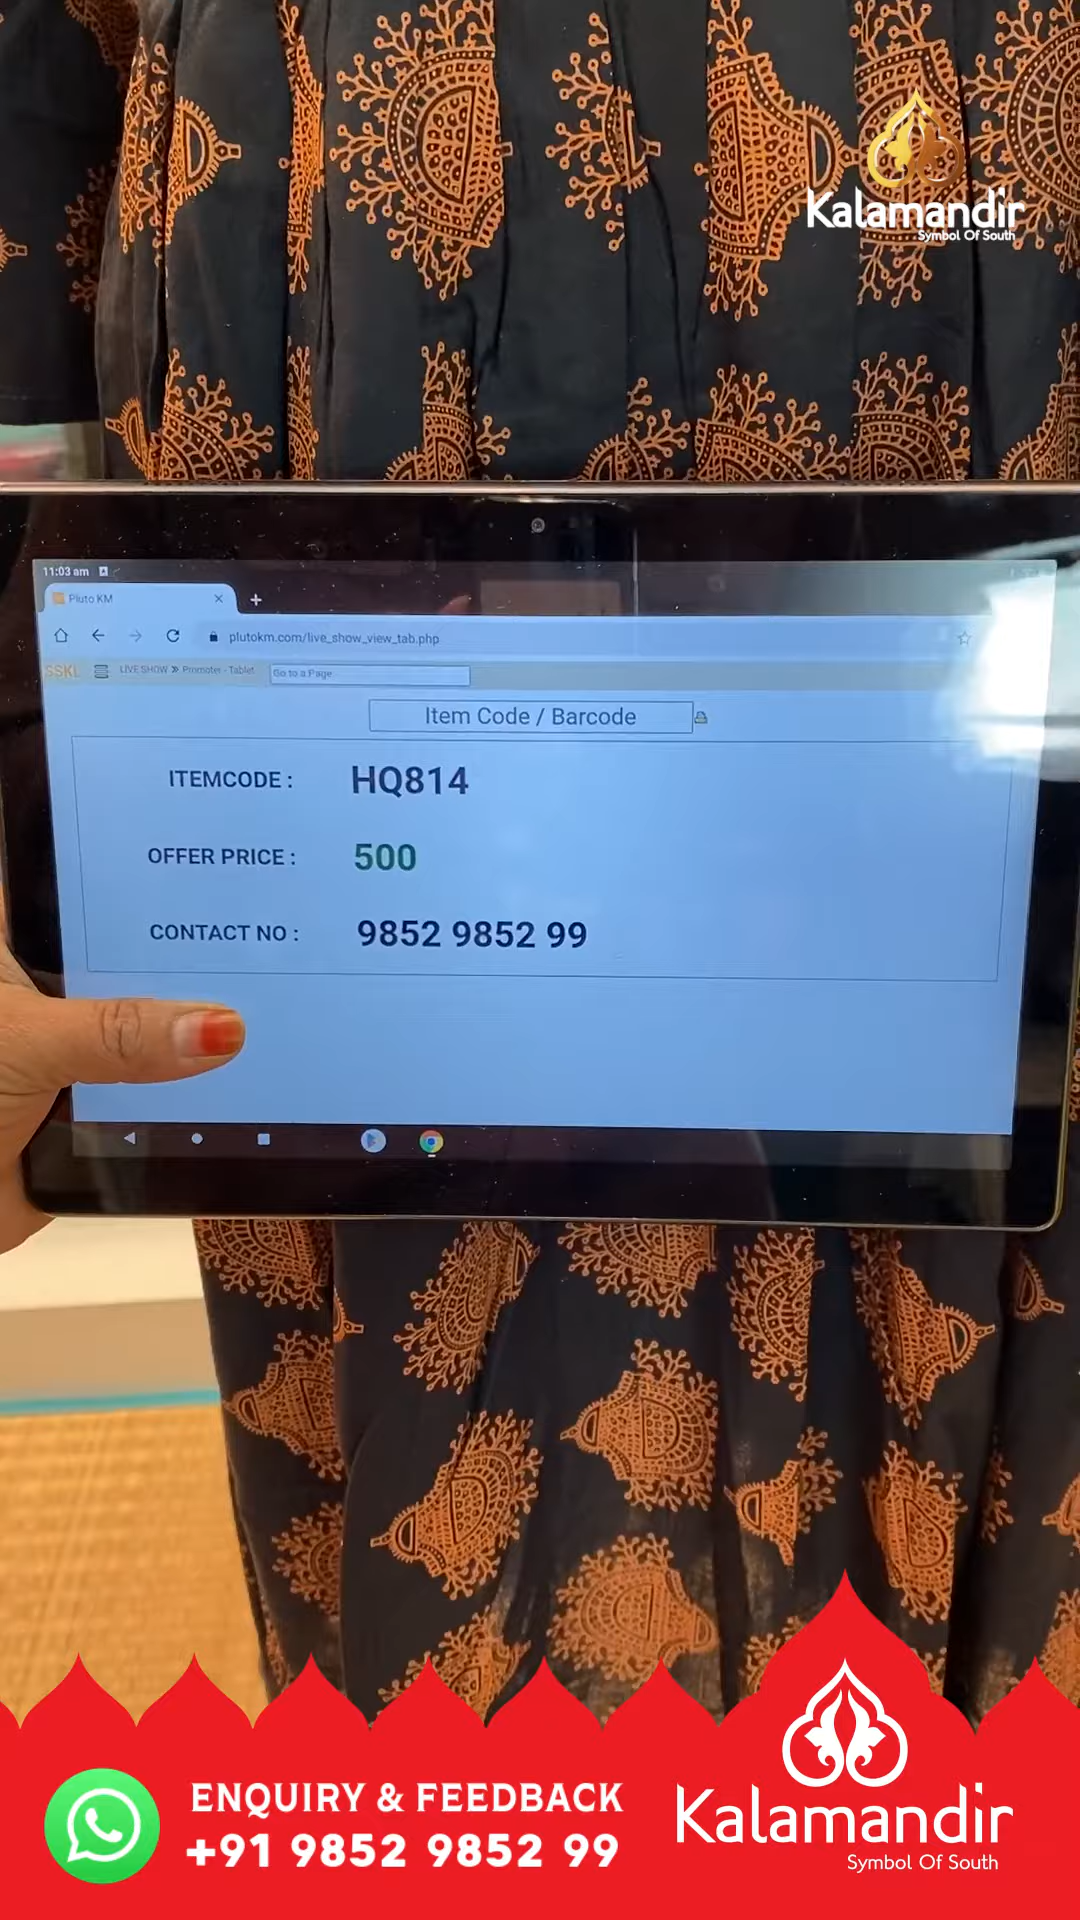 Kalamandir
Symbol Of South
11:03 am
Pluto KM
plutokm.com/live_show_view_tab.php
SSKL
LIVE SHOW » Promoter - Tablet
Go to a Page
Item Code / Barcode
ITEMCODE : HQ814
OFFER PRICE : 500
CONTACT NO : 9852 9852 99
ENQUIRY & FEEDBACK
+91 9852 9852 99
Kalamandir
Symbol Of South